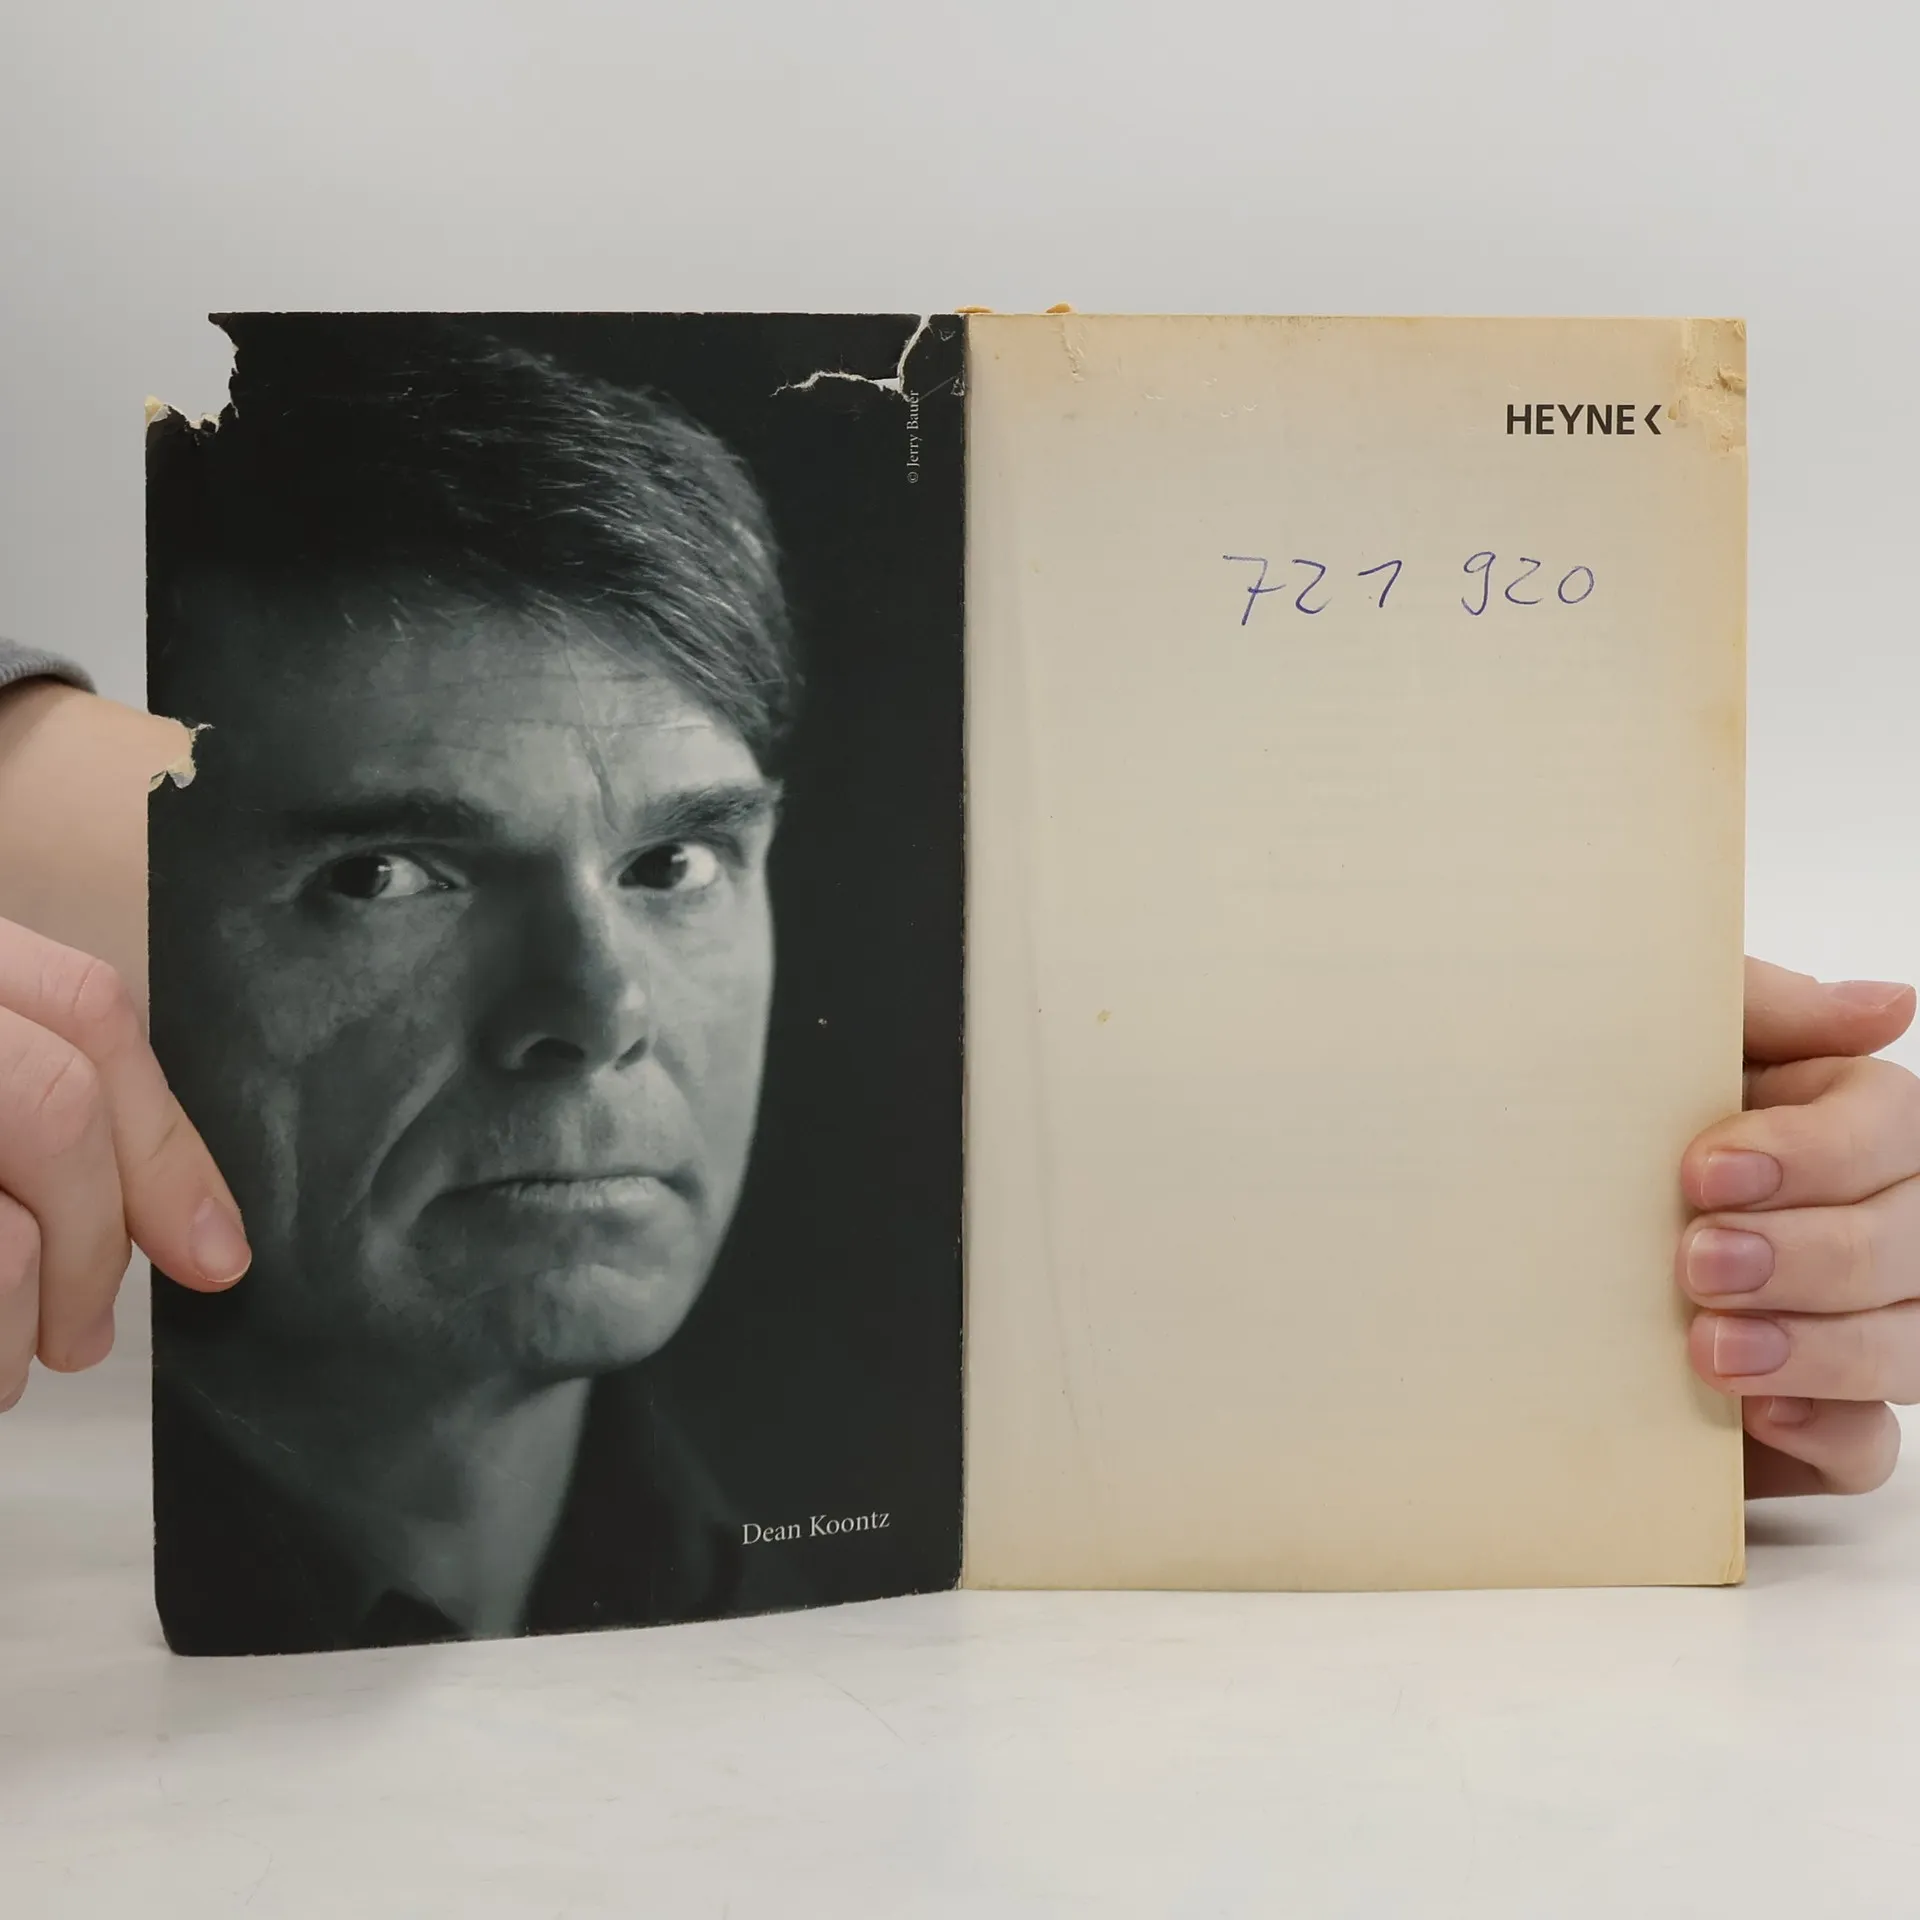 © Jerry Bauer
Dean Koontz
HEYNE<
721 920